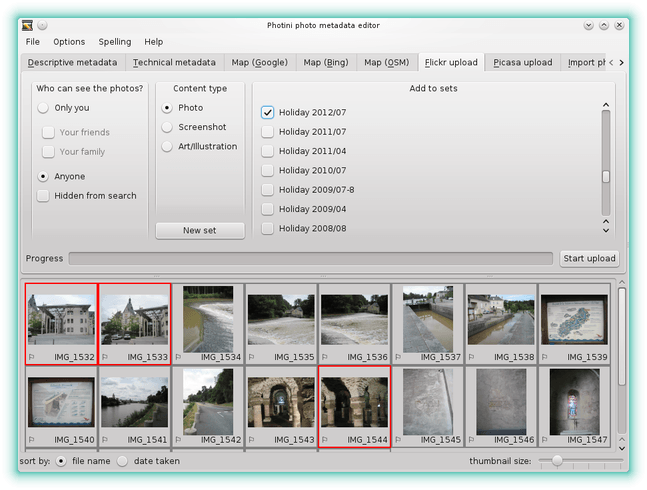 Photini photo metadata editor
File Options Spelling Help
Descriptive metadata Technical metadata Map (Google) Map (Bing) Map (OSM) Flickr upload Picasa upload Import ph
Who can see the photos? Content type Add to sets
Only you Photo Holiday 2012/07
Your friends Screenshot Holiday 2011/07
Your family Art/Illustration Holiday 2011/04
Anyone Holiday 2010/07
Hidden from search Holiday 2009/07-8
Holiday 2009/04
New set Holiday 2008/08
Progress Start upload
IMG_1532 IMG_1533 IMG_1534 IMG_1535 IMG_1536 IMG_1537 IMG_1538 IMG_1539
IMG_1540 IMG_1541 IMG_1542 IMG_1543 IMG_1544 IMG_1545 IMG_1546 IMG_1547
sort by: file name date taken thumbnail size: